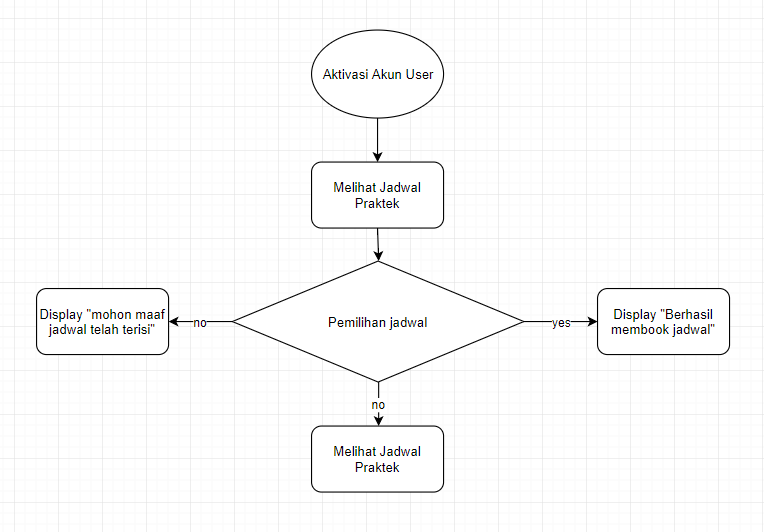 Aktivasi Akun User
Melihat Jadwal
Praktek
Display "mohon maaf
jadwal telah terisi"
no
Pemilihan jadwal
yes
Display "Berhasil
membook jadwal"
no
Melihat Jadwal
Praktek